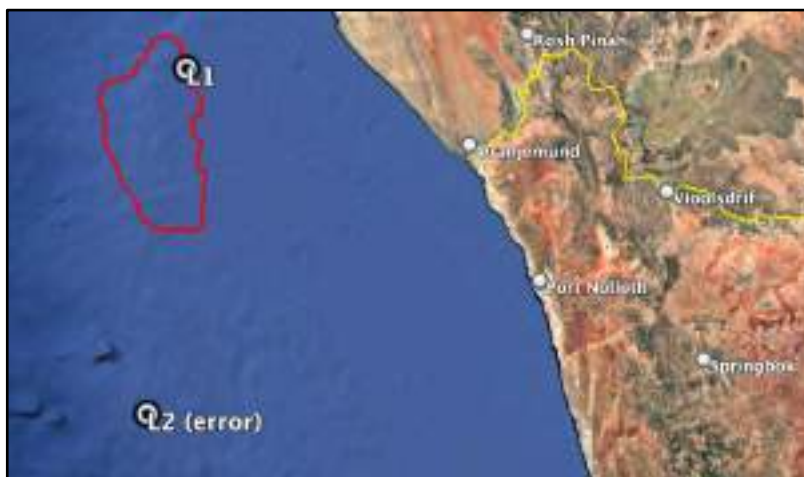 Rosh Pinah
L1
Oranjemund
Vioolsdrif
Port Nolloth
Springbok
L2 (error)